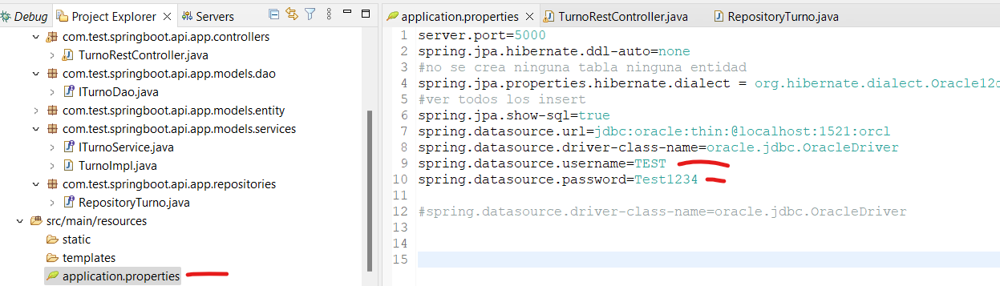 Debug Project Explorer Servers
com.test.springboot.api.app.controllers
TurnoRestController.java
com.test.springboot.api.app.models.dao
ITurnoDao.java
com.test.springboot.api.app.models.entity
com.test.springboot.api.app.models.services
ITurnoService.java
TurnoImpl.java
com.test.springboot.api.app.repositories
RepositoryTurno.java
src/main/resources
static
templates
application.properties
application.properties TurnoRestController.java RepositoryTurno.java
1 server.port=5000
2 spring.jpa.hibernate.ddl-auto=none
3 #no se crea ninguna tabla ninguna entidad
4 spring.jpa.properties.hibernate.dialect = org.hibernate.dialect.Oracle12c
5 #ver todos los insert
6 spring.jpa.show-sql=true
7 spring.datasource.url=jdbc:oracle:thin:@localhost:1521:orcl
8 spring.datasource.driver-class-name=oracle.jdbc.OracleDriver
9 spring.datasource.username=TEST
10 spring.datasource.password=Test1234
11
12 #spring.datasource.driver-class-name=oracle.jdbc.OracleDriver
13
14
15